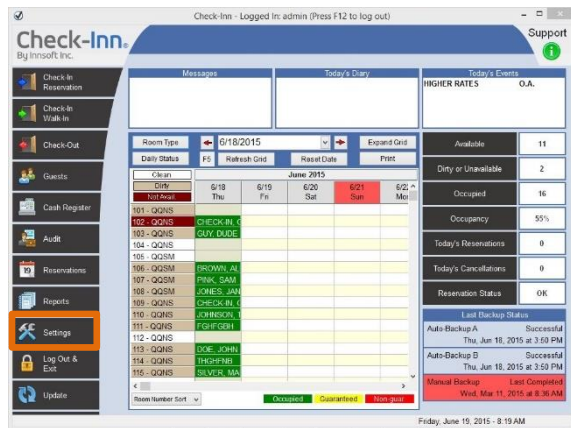 Check-Inn - Logged In: admin (Press F12 to log out)
Check-Inn.
By Innsoft Inc.
Support
Check-In
Reservation
Check-In
Walk-In
Check-Out
Guests
Cash Register
Audit
Reservations
Reports
Settings
Log Out &
Exit
Update
Messages
Today's Diary
Today's Events
HIGHER RATES O.A.
Room Type 6/18/2015 Expand Grid
Daily Status F5 Refresh Grid Reset Date Print
Clean June 2015
Dirty 6/18 6/19 6/20 6/21 6/22
Not Avail. Thu Fri Sat Sun Mon
101 - QQNS
102 - QQNS CHECK-IN, C
103 - QQNS GUY, DUDE
104 - QQNS
105 - QQSM
106 - QQSM BROWN, AL
107 - QQSM PINK, SAM
108 - QQSM JONES, JAN
109 - QQNS CHECK-IN, C
110 - QQNS JOHNSON, T
111 - QQNS FGHFGBH
112 - QQNS
113 - QQNS DOE, JOHN
114 - QQNS THGHFNB
115 - QQNS SILVER, MA
Room Number Sort Occupied Guaranteed Non-guar
Available 11
Dirty or Unavailable 2
Occupied 16
Occupancy 55%
Today's Reservations 0
Today's Cancellations 0
Reservation Status OK
Last Backup Status
Auto-Backup A Successful
Thu, Jun 18, 2015 at 3:50 PM
Auto-Backup B Successful
Thu, Jun 18, 2015 at 3:50 PM
Manual Backup Last Completed
Wed, Mar 11, 2015 at 8:36 AM
Friday, June 19, 2015 - 8:19 AM